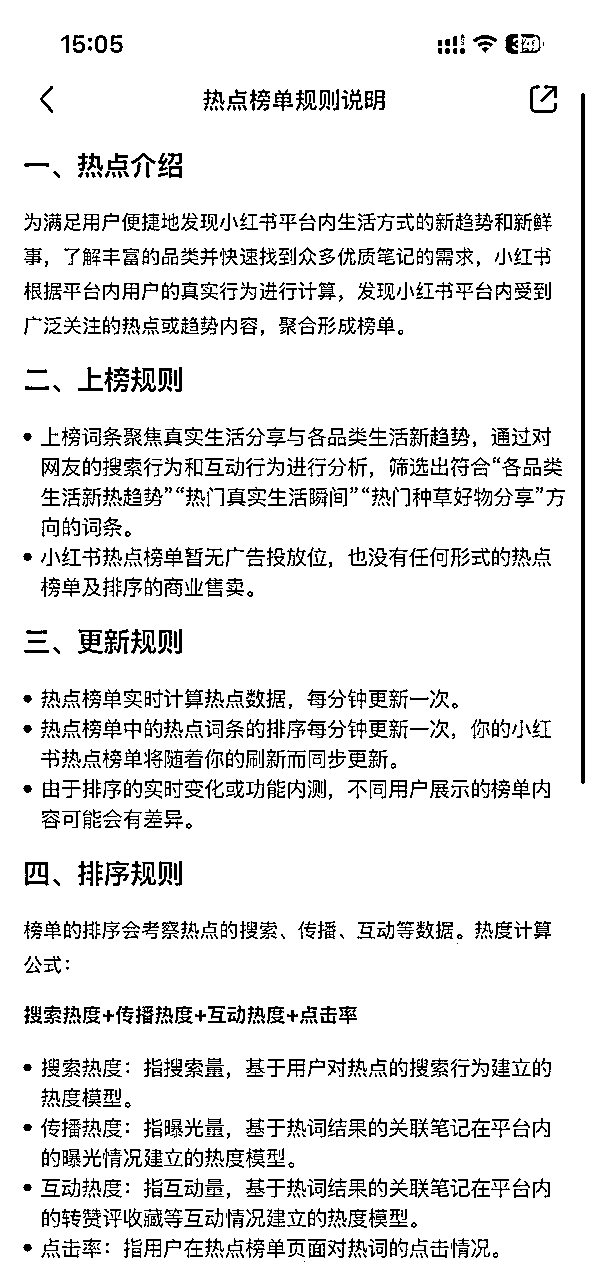 15:05
热点榜单规则说明
一、热点介绍
为满足用户便捷地发现小红书平台内生活方式的新趋势和新鲜
事，了解丰富的品类并快速找到众多优质笔记的需求，小红书
根据平台内用户的真实行为进行计算，发现小红书平台内受到
广泛关注的热点或趋势内容，聚合形成榜单。
二、上榜规则
• 上榜词条聚焦真实生活分享与各品类生活新趋势，通过对
网友的搜索行为和互动行为进行分析，筛选出符合“各品类
生活新热趋势”“热门真实生活瞬间”“热门种草好物分享”方
向的词条。
• 小红书热点榜单暂无广告投放位，也没有任何形式的热点
榜单及排序的商业售卖。
三、更新规则
• 热点榜单实时计算热点数据，每分钟更新一次。
• 热点榜单中的热点词条的排序每分钟更新一次，你的小红
书热点榜单将随着你的刷新而同步更新。
• 由于排序的实时变化或功能内测，不同用户展示的榜单内
容可能会有差异。
四、排序规则
榜单的排序会考察热点的搜索、传播、互动等数据。热度计算
公式：
搜索热度+传播热度+互动热度+点击率
• 搜索热度：指搜索量，基于用户对热点的搜索行为建立的
热度模型。
• 传播热度：指曝光量，基于热词结果的关联笔记在平台内
的曝光情况建立的热度模型。
• 互动热度：指互动量，基于热词结果的关联笔记在平台内
的转赞评收藏等互动情况建立的热度模型。
• 点击率：指用户在热点榜单页面对热词的点击情况。